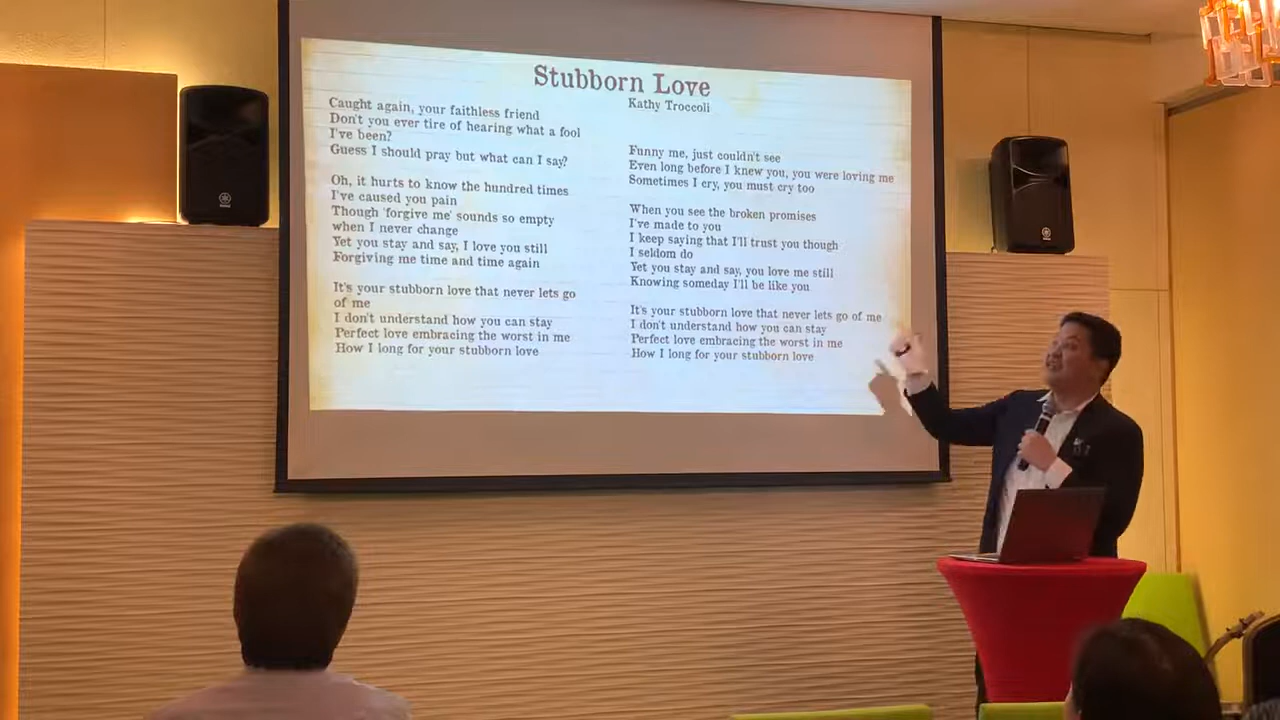 Stubborn Love
Kathy Troccoli
Caught again, your faithless friend
Don't you ever tire of hearing what a fool
I've been?
Guess I should pray but what can I say?
Oh, it hurts to know the hundred times
I've caused you pain
Though 'forgive me' sounds so empty
when I never change
Yet you stay and say, I love you still
Forgiving me time and time again
It's your stubborn love that never lets go
of me
I don't understand how you can stay
Perfect love embracing the worst in me
How I long for your stubborn love
Funny me, just couldn't see
Even long before I knew you, you were loving me
Sometimes I cry, you must cry too
When you see the broken promises
I've made to you
I keep saying that I'll trust you though
I seldom do
Yet you stay and say, you love me still
Knowing someday I'll be like you
It's your stubborn love that never lets go of me
I don't understand how you can stay
Perfect love embracing the worst in me
How I long for your stubborn love